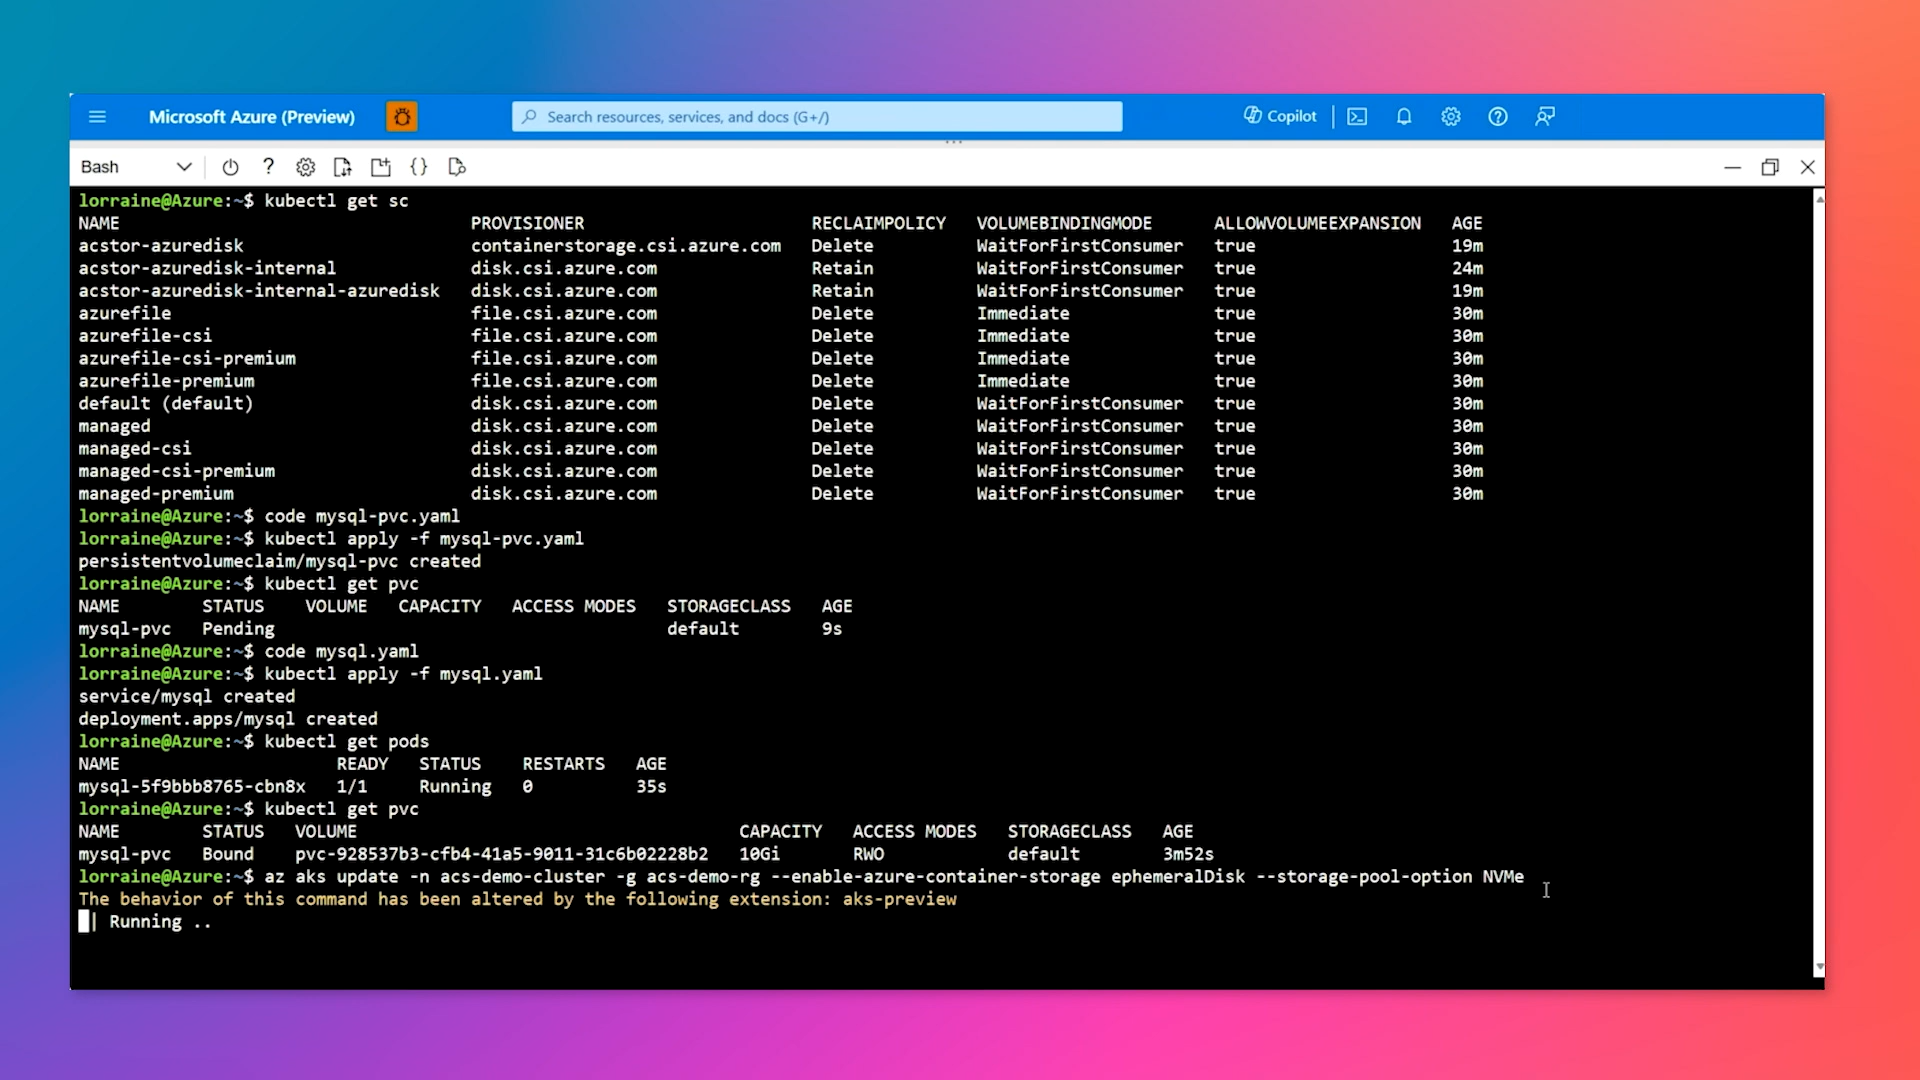 Microsoft Azure (Preview)
Search resources, services, and docs (G+/)
Copilot
Bash
lorraine@Azure:~$ kubectl get sc
NAME PROVISIONER RECLAIMPOLICY VOLUMEBINDINGMODE ALLOWVOLUMEEXPANSION AGE
acstor-azuredisk containerstorage.csi.azure.com Delete WaitForFirstConsumer true 19m
acstor-azuredisk-internal disk.csi.azure.com Retain WaitForFirstConsumer true 24m
acstor-azuredisk-internal-azuredisk disk.csi.azure.com Retain WaitForFirstConsumer true 19m
azurefile file.csi.azure.com Delete Immediate true 30m
azurefile-csi file.csi.azure.com Delete Immediate true 30m
azurefile-csi-premium file.csi.azure.com Delete Immediate true 30m
azurefile-premium file.csi.azure.com Delete Immediate true 30m
default (default) disk.csi.azure.com Delete WaitForFirstConsumer true 30m
managed disk.csi.azure.com Delete WaitForFirstConsumer true 30m
managed-csi disk.csi.azure.com Delete WaitForFirstConsumer true 30m
managed-csi-premium disk.csi.azure.com Delete WaitForFirstConsumer true 30m
managed-premium disk.csi.azure.com Delete WaitForFirstConsumer true 30m
lorraine@Azure:~$ code mysql-pvc.yaml
lorraine@Azure:~$ kubectl apply -f mysql-pvc.yaml
persistentvolumeclaim/mysql-pvc created
lorraine@Azure:~$ kubectl get pvc
NAME STATUS VOLUME CAPACITY ACCESS MODES STORAGECLASS AGE
mysql-pvc Pending default 9s
lorraine@Azure:~$ code mysql.yaml
lorraine@Azure:~$ kubectl apply -f mysql.yaml
service/mysql created
deployment.apps/mysql created
lorraine@Azure:~$ kubectl get pods
NAME READY STATUS RESTARTS AGE
mysql-5f9bbb8765-cbn8x 1/1 Running 0 35s
lorraine@Azure:~$ kubectl get pvc
NAME STATUS VOLUME CAPACITY ACCESS MODES STORAGECLASS AGE
mysql-pvc Bound pvc-928537b3-cfb4-41a5-9011-31c6b02228b2 10Gi RWO default 3m52s
lorraine@Azure:~$ az aks update -n acs-demo-cluster -g acs-demo-rg --enable-azure-container-storage ephemeralDisk --storage-pool-option NVMe
The behavior of this command has been altered by the following extension: aks-preview
| Running ..